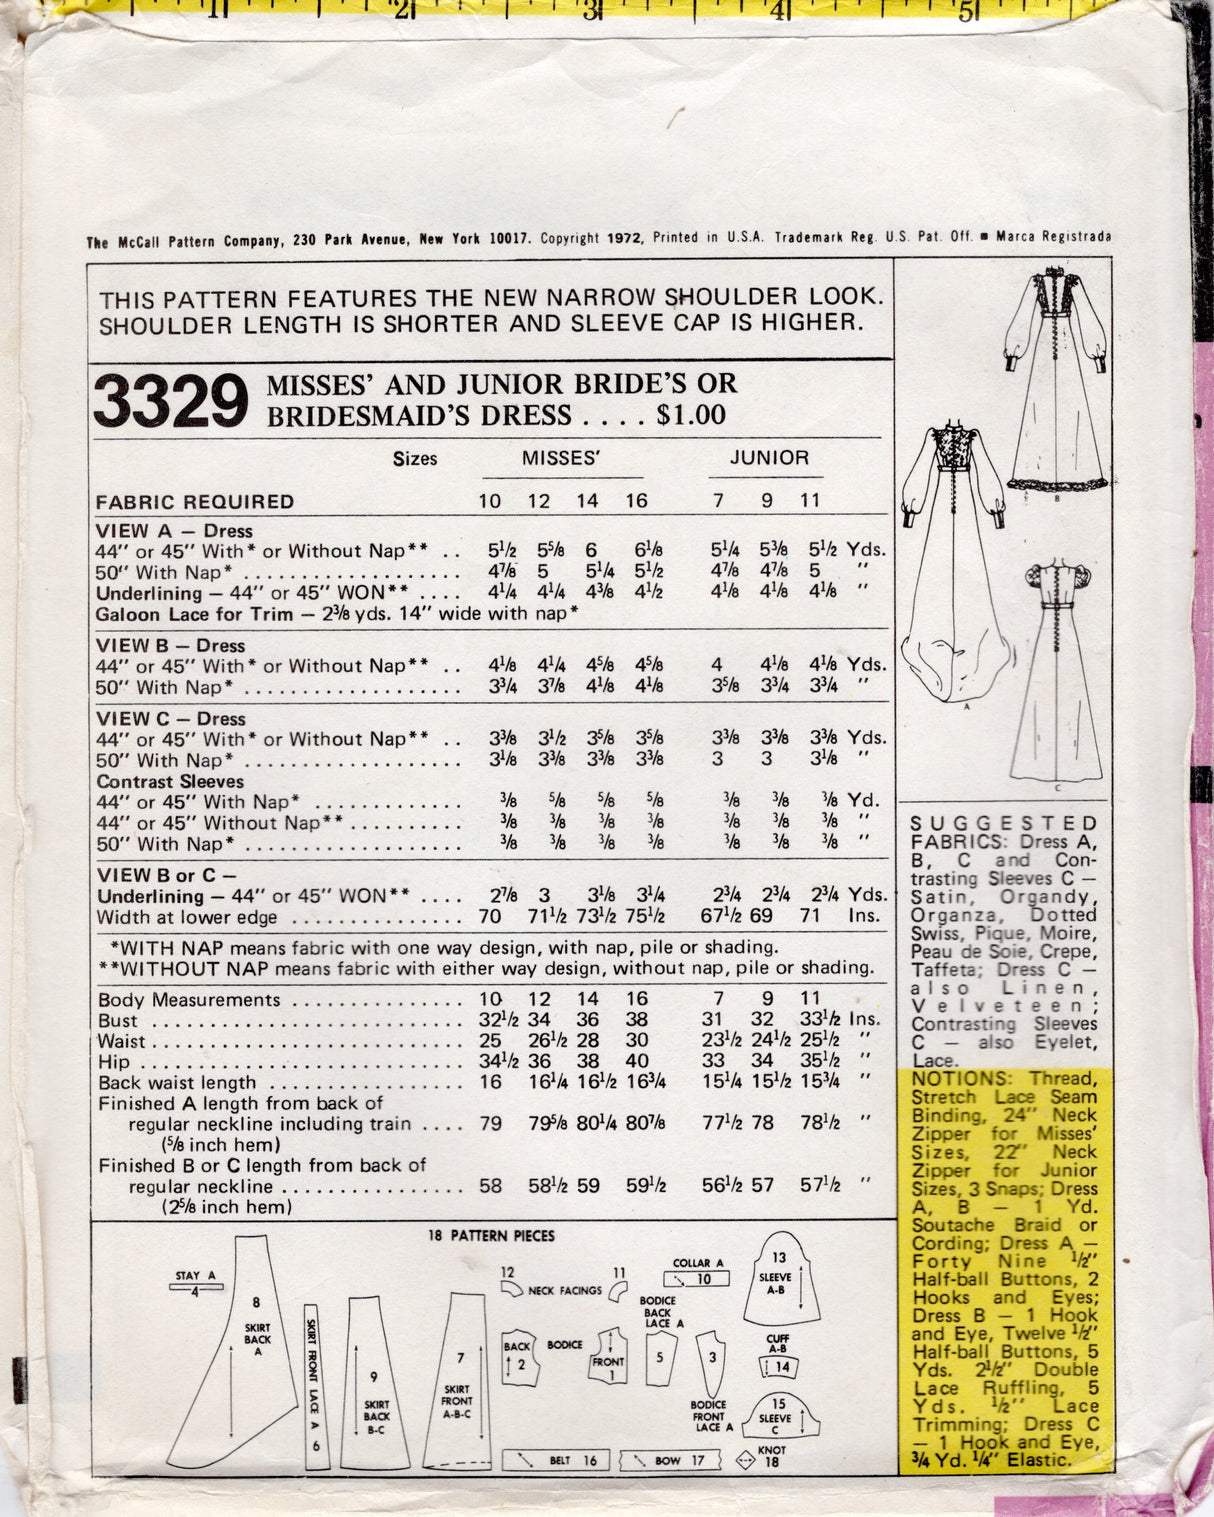 1 2 3 4 5
The McCall Pattern Company, 230 Park Avenue, New York 10017. Copyright 1972, Printed in U.S.A. Trademark Reg. U.S. Pat. Off. ■ Marca Registrada
THIS PATTERN FEATURES THE NEW NARROW SHOULDER LOOK.
SHOULDER LENGTH IS SHORTER AND SLEEVE CAP IS HIGHER.
3329 MISSES' AND JUNIOR BRIDE'S OR
BRIDESMAID'S DRESS . . . . $1.00
Sizes MISSES' JUNIOR
FABRIC REQUIRED 10 12 14 16 7 9 11
VIEW A – Dress
44" or 45" With* or Without Nap** . . 5½ 5⅝ 6 6⅛ 5¼ 5⅜ 5½ Yds.
50" With Nap* . . . . . . . . . . . . . . . . . . . 4⅞ 5 5¼ 5½ 4⅞ 4⅞ 5 "
Underlining – 44" or 45" WON** . . . . 4¼ 4¼ 4⅜ 4½ 4⅛ 4⅛ 4⅛ "
Galoon Lace for Trim – 2⅜ yds. 14" wide with nap*
VIEW B – Dress
44" or 45" With* or Without Nap** . . 4⅛ 4¼ 4⅝ 4⅝ 4 4⅛ 4⅛ Yds.
50" With Nap* . . . . . . . . . . . . . . . . . . . 3¾ 3⅞ 4⅛ 4⅛ 3⅝ 3¾ 3¾ "
VIEW C – Dress
44" or 45" With* or Without Nap** . . 3⅜ 3½ 3⅝ 3⅝ 3⅜ 3⅜ 3⅜ Yds.
50" With Nap* . . . . . . . . . . . . . . . . . . . 3⅛ 3⅜ 3⅜ 3⅜ 3 3 3⅛ "
Contrast Sleeves
44" or 45" With Nap* . . . . . . . . . . . . . ⅜ ⅝ ⅝ ⅝ ⅜ ⅜ ⅜ Yd.
44" or 45" Without Nap** . . . . . . . . . . ⅜ ⅜ ⅜ ⅜ ⅜ ⅜ ⅜ "
50" With Nap* . . . . . . . . . . . . . . . . . . . ⅜ ⅜ ⅜ ⅜ ⅜ ⅜ ⅜ "
VIEW B or C –
Underlining – 44" or 45" WON** . . . . 2⅞ 3 3⅛ 3¼ 2¾ 2¾ 2¾ Yds.
Width at lower edge . . . . . . . . . . . . . . . 70 71½ 73½ 75½ 67½ 69 71 Ins.
*WITH NAP means fabric with one way design, with nap, pile or shading.
**WITHOUT NAP means fabric with either way design, without nap, pile or shading.
Body Measurements . . . . . . . . . . . . . . . 10 12 14 16 7 9 11
Bust . . . . . . . . . . . . . . . . . . . . . . . . . . . 32½ 34 36 38 31 32 33½ Ins.
Waist . . . . . . . . . . . . . . . . . . . . . . . . . . 25 26½ 28 30 23½ 24½ 25½ "
Hip . . . . . . . . . . . . . . . . . . . . . . . . . . . . 34½ 36 38 40 33 34 35½ "
Back waist length . . . . . . . . . . . . . . . . . 16 16¼ 16½ 16¾ 15¼ 15½ 15¾ "
Finished A length from back of
regular neckline including train . . . . 79 79⅝ 80¼ 80⅞ 77½ 78 78½ "
(⅝ inch hem)
Finished B or C length from back of
regular neckline . . . . . . . . . . . . . . . . 58 58½ 59 59½ 56½ 57 57½ "
(2⅝ inch hem)
18 PATTERN PIECES
STAY A
4
8
SKIRT
BACK
A
SKIRT FRONT LACE A 6
9
SKIRT
BACK
B-C
7
SKIRT
FRONT
A-B-C
12 NECK FACINGS 11
BACK
2
BODICE
FRONT
1
COLLAR A
10
BODICE
BACK
LACE A
5
3
BODICE
FRONT
LACE A
13
SLEEVE
A-B
CUFF
A-B
14
15
SLEEVE
C
BELT 16
BOW 17
KNOT
18
B
A
C
SUGGESTED
FABRICS: Dress A,
B, C and Con-
trasting Sleeves C –
Satin, Organdy,
Organza, Dotted
Swiss, Pique, Moire,
Peau de Soie, Crepe,
Taffeta; Dress C –
also Linen,
Velveteen;
Contrasting Sleeves
C – also Eyelet,
Lace.
NOTIONS: Thread,
Stretch Lace Seam
Binding, 24" Neck
Zipper for Misses'
Sizes, 22" Neck
Zipper for Junior
Sizes, 3 Snaps; Dress
A, B – 1 Yd.
Soutache Braid or
Cording; Dress A –
Forty Nine ½"
Half-ball Buttons, 2
Hooks and Eyes;
Dress B – 1 Hook
and Eye, Twelve ½"
Half-ball Buttons, 5
Yds. 2½" Double
Lace Ruffling, 5
Yds. ½" Lace
Trimming; Dress C
– 1 Hook and Eye,
¾ Yd. ¼" Elastic.